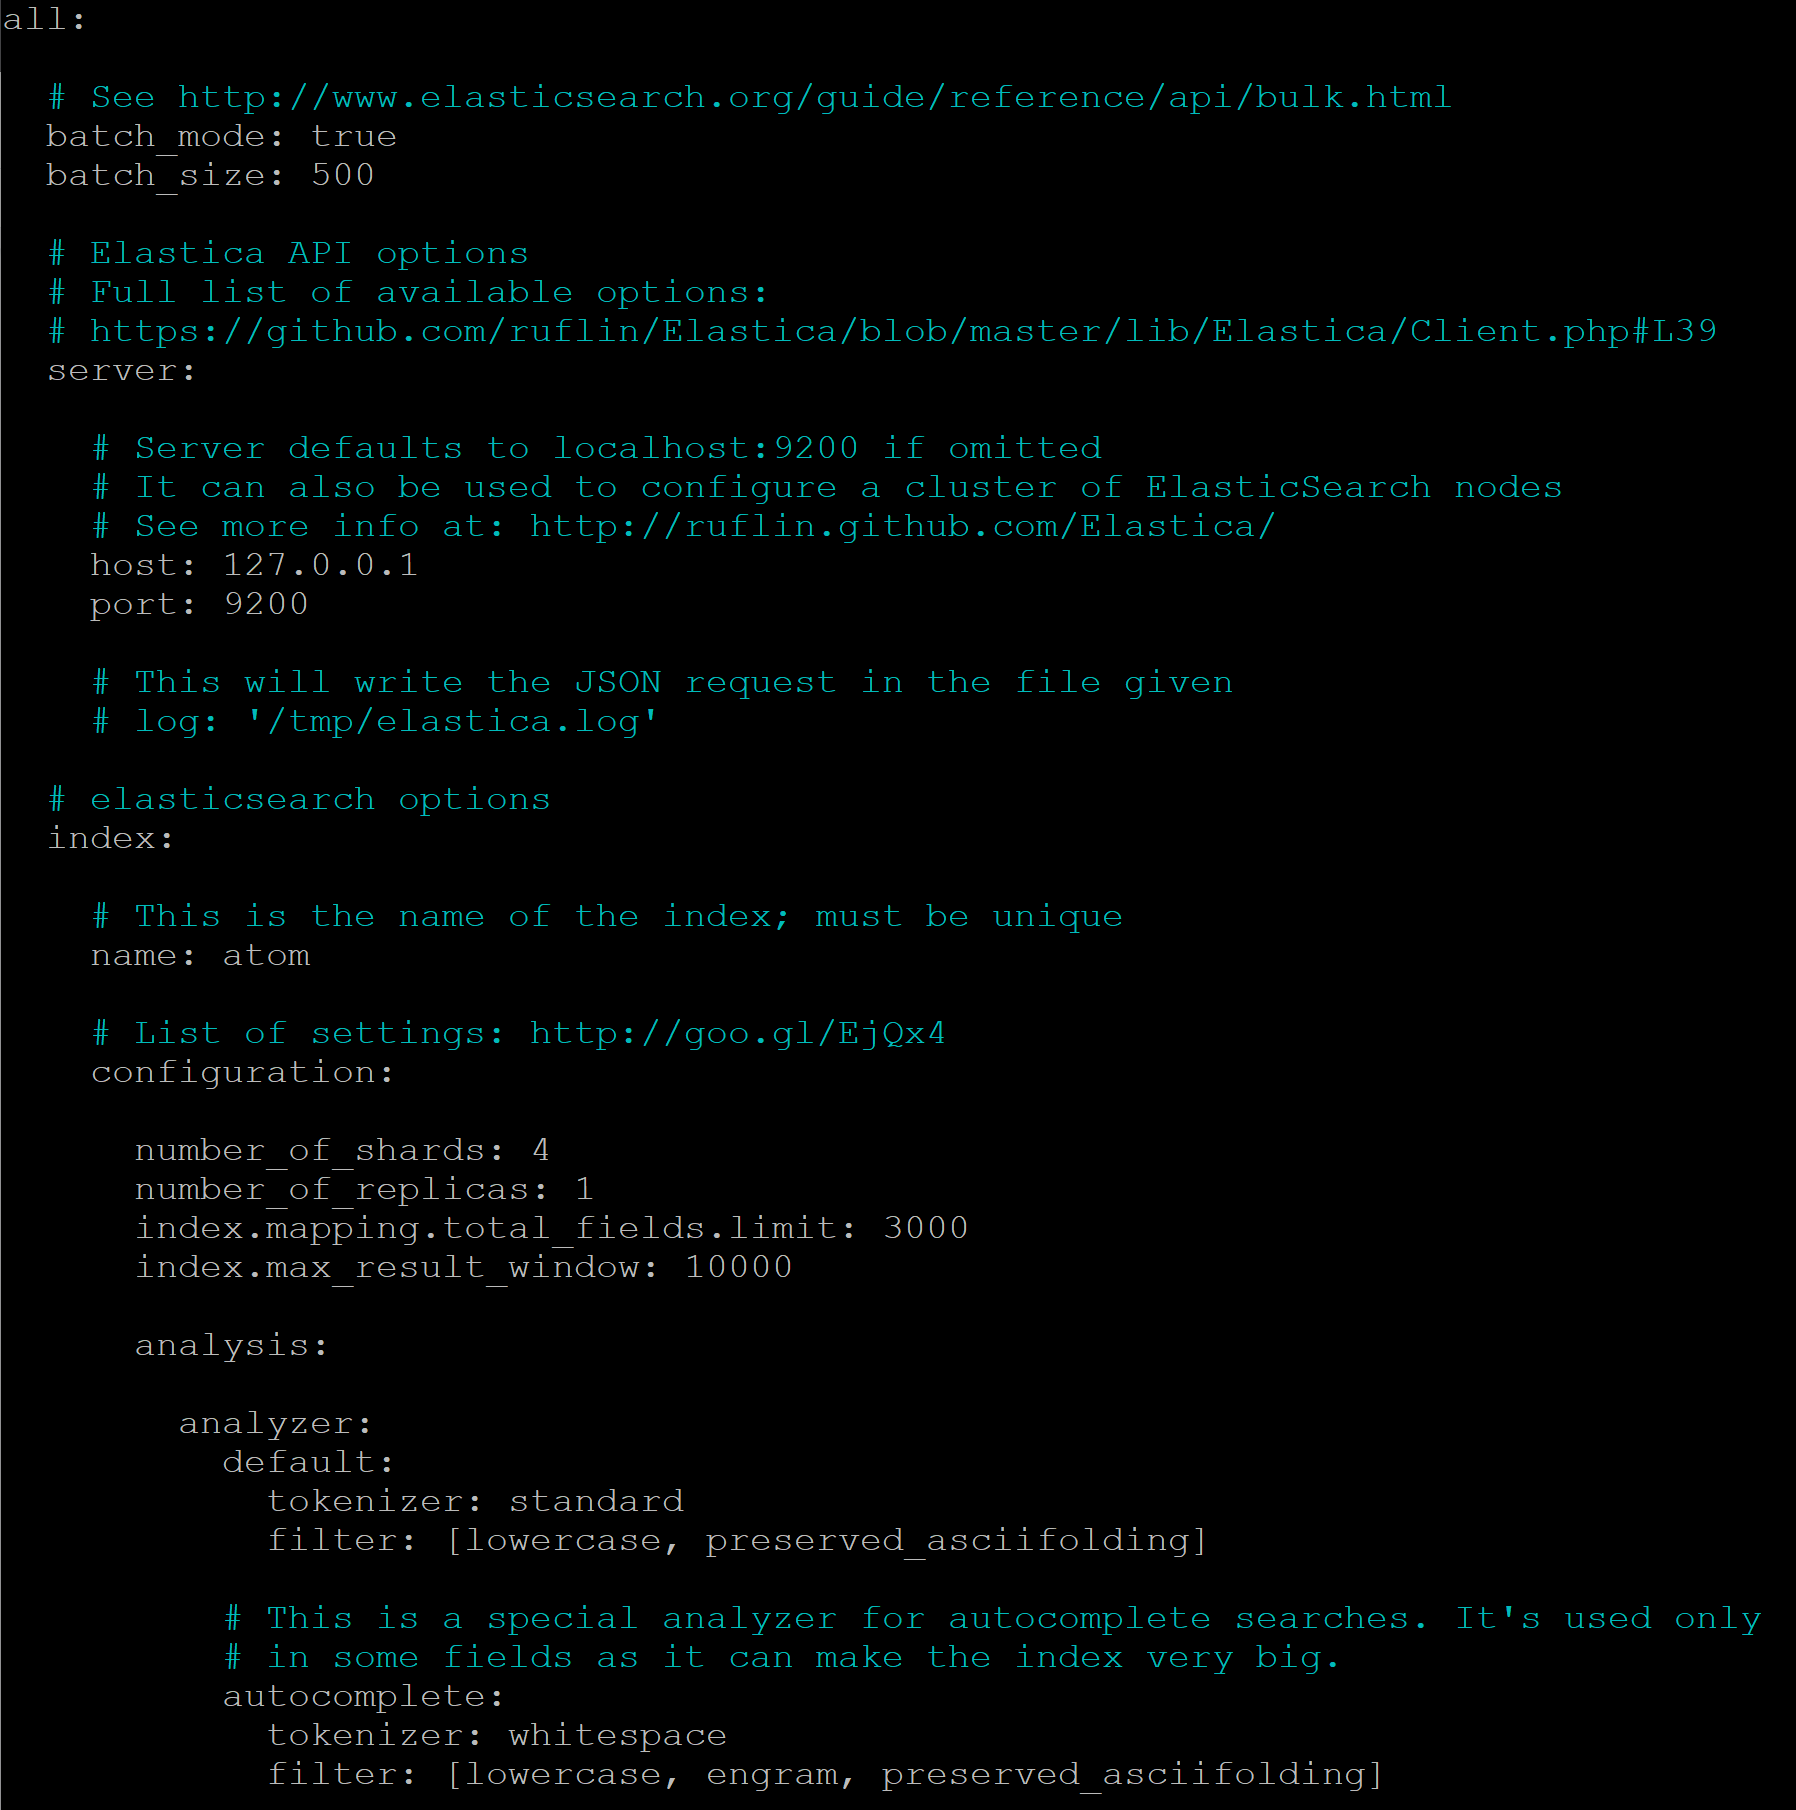 all:
# See http://www.elasticsearch.org/guide/reference/api/bulk.html
batch_mode: true
batch_size: 500
# Elastica API options
# Full list of available options:
# https://github.com/ruflin/Elastica/blob/master/lib/Elastica/Client.php#L39
server:
# Server defaults to localhost:9200 if omitted
# It can also be used to configure a cluster of ElasticSearch nodes
# See more info at: http://ruflin.github.com/Elastica/
host: 127.0.0.1
port: 9200
# This will write the JSON request in the file given
# log: '/tmp/elastica.log'
# elasticsearch options
index:
# This is the name of the index; must be unique
name: atom
# List of settings: http://goo.gl/EjQx4
configuration:
number_of_shards: 4
number_of_replicas: 1
index.mapping.total_fields.limit: 3000
index.max_result_window: 10000
analysis:
analyzer:
default:
tokenizer: standard
filter: [lowercase, preserved_asciifolding]
# This is a special analyzer for autocomplete searches. It's used only
# in some fields as it can make the index very big.
autocomplete:
tokenizer: whitespace
filter: [lowercase, engram, preserved_asciifolding]